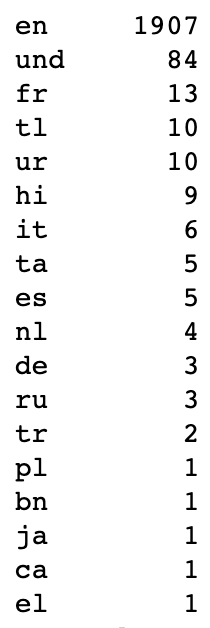 en 1907
und 84
fr 13
tl 10
ur 10
hi 9
it 6
ta 5
es 5
nl 4
de 3
ru 3
tr 2
pl 1
bn 1
ja 1
ca 1
el 1